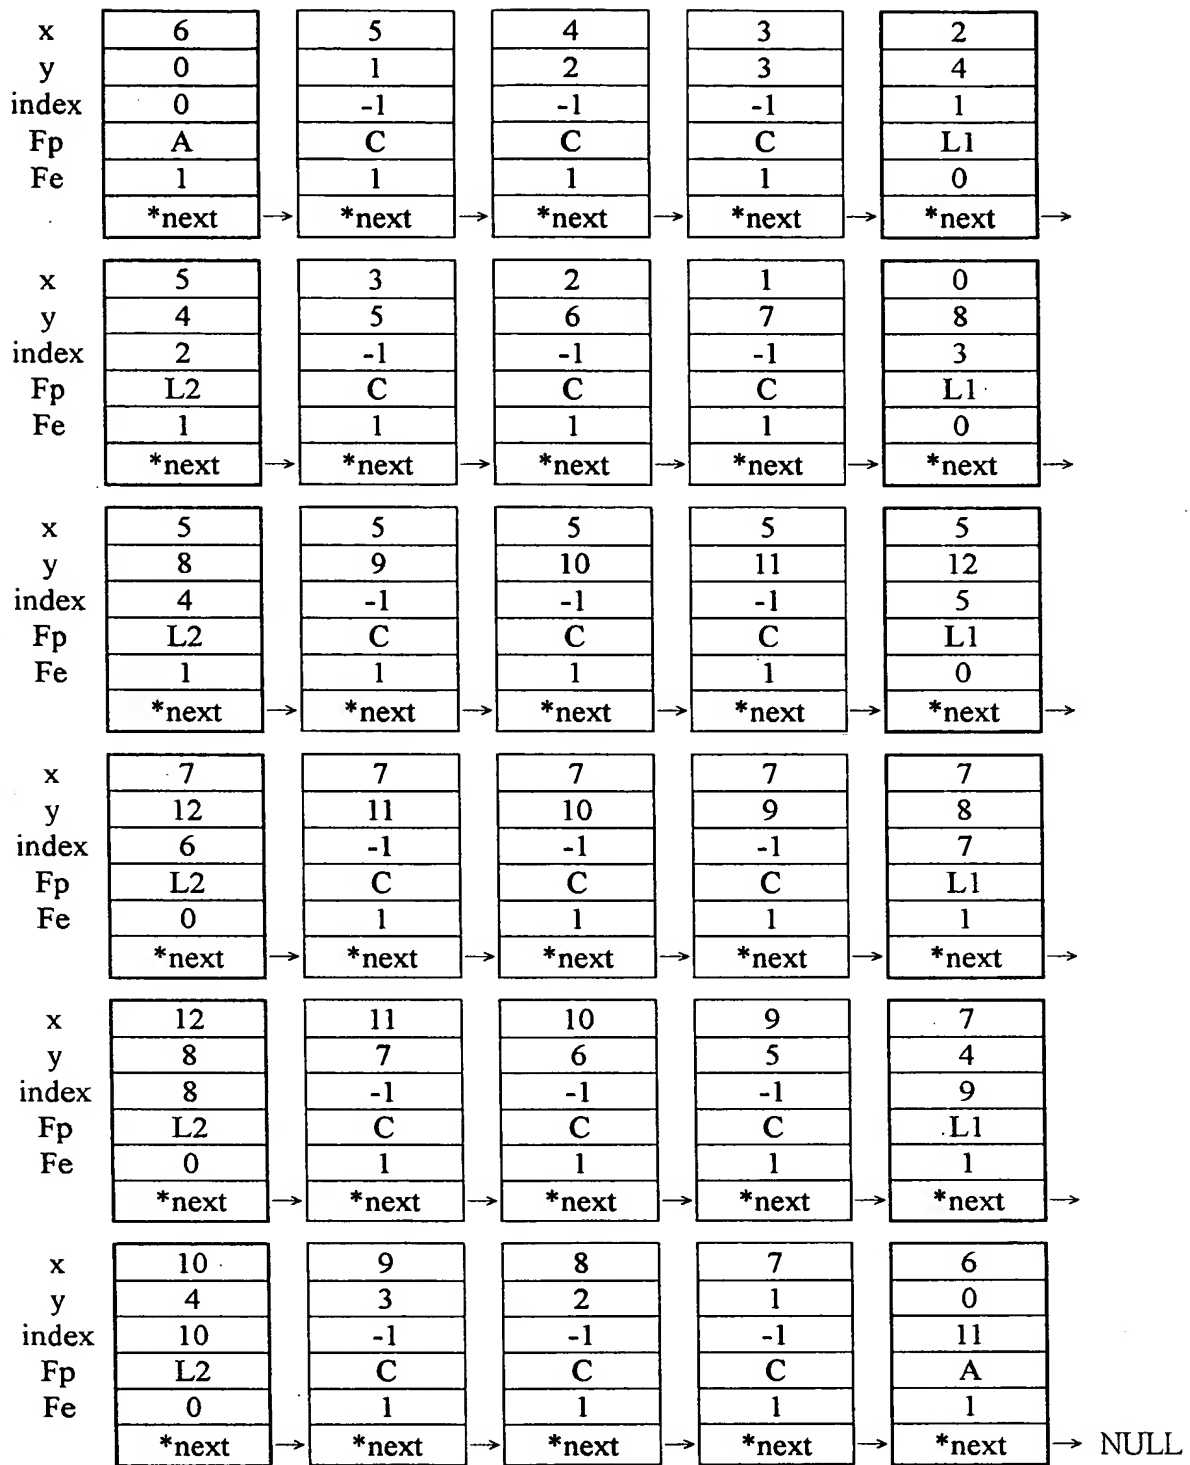 x 6 5 4 3 2
y 0 1 2 3 4
index 0 -1 -1 -1 1
Fp A C C C L1
Fe 1 1 1 1 0
*next *next *next *next *next
x 5 3 2 1 0
y 4 5 6 7 8
index 2 -1 -1 -1 3
Fp L2 C C C L1
Fe 1 1 1 1 0
*next *next *next *next *next
x 5 5 5 5 5
y 8 9 10 11 12
index 4 -1 -1 -1 5
Fp L2 C C C L1
Fe 1 1 1 1 0
*next *next *next *next *next
x 7 7 7 7 7
y 12 11 10 9 8
index 6 -1 -1 -1 7
Fp L2 C C C L1
Fe 0 1 1 1 1
*next *next *next *next *next
x 12 11 10 9 7
y 8 7 6 5 4
index 8 -1 -1 -1 9
Fp L2 C C C L1
Fe 0 1 1 1 1
*next *next *next *next *next
x 10 9 8 7 6
y 4 3 2 1 0
index 10 -1 -1 -1 11
Fp L2 C C C A
Fe 0 1 1 1 1
*next *next *next *next *next NULL